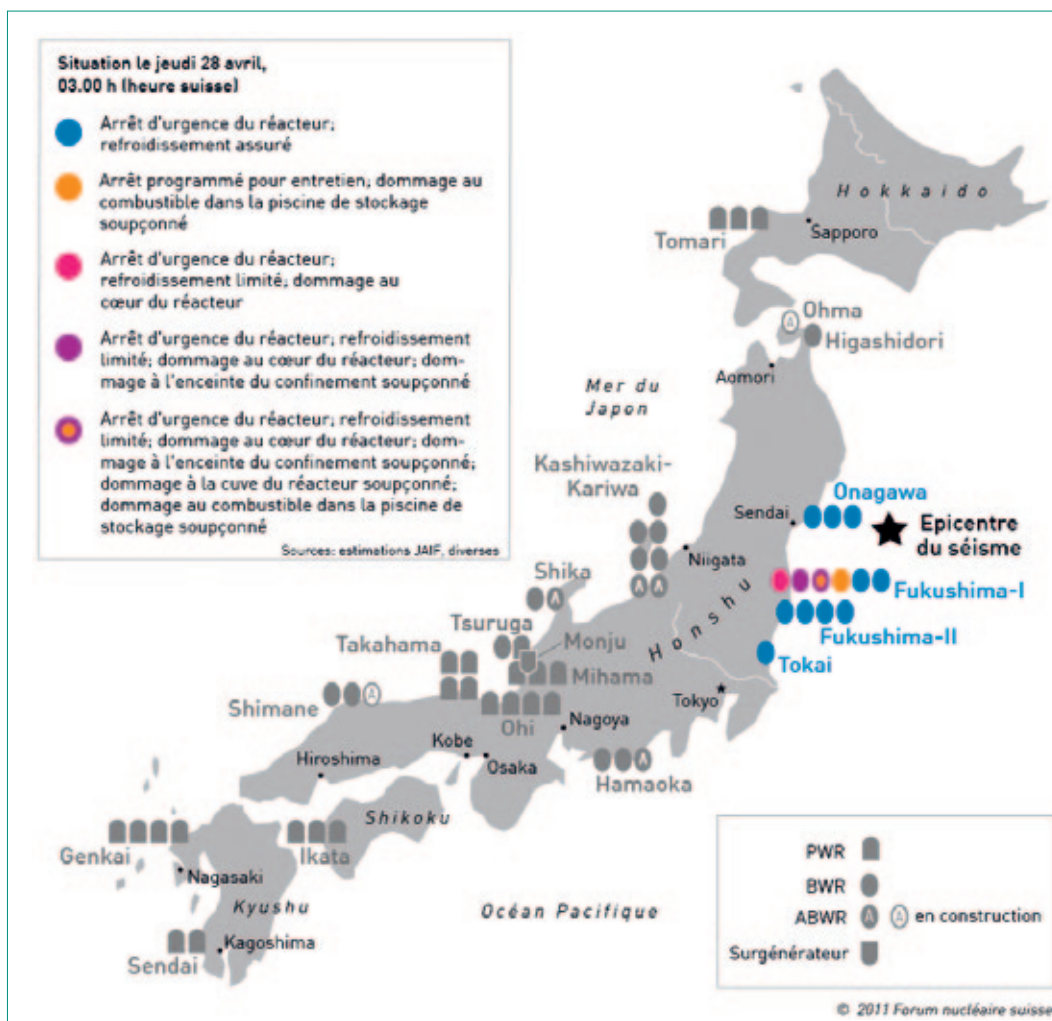 Situation le jeudi 28 avril,
03.00 h (heure suisse)
Arrêt d'urgence du réacteur;
refroidissement assuré
Arrêt programmé pour entretien; dommage au
combustible dans la piscine de stockage
soupçonné
Arrêt d'urgence du réacteur;
refroidissement limité; dommage au
cœur du réacteur
Arrêt d'urgence du réacteur; refroidissement
limité; dommage au cœur du réacteur; dom-
mage à l'enceinte du confinement soupçonné
Arrêt d'urgence du réacteur; refroidissement
limité; dommage au cœur du réacteur; dom-
mage à l'enceinte du confinement soupçonné;
dommage à la cuve du réacteur soupçonné;
dommage au combustible dans la piscine de
stockage soupçonné
Sources: estimations JAIF, diverses
Hokkaido
Tomari
Sapporo
A
Ohma
Higashidori
Aomori
Mer du
Japon
Kashiwazaki-
Kariwa
Onagawa
Sendai
Epicentre
du séisme
Niigata
A A
Shika
A
Fukushima-I
Fukushima-II
Honshu
Tsuruga
Monju
Takahama
Mihama
Tokai
Shimane
A
Ohi
Tokyo
Nagoya
Kobe
Osaka
Hiroshima
A
Hamaoka
Shikoku
Genkai
Ikata
Nagasaki
Kyushu
Océan Pacifique
Sendai
Kagoshima
PWR
BWR
ABWR A A en construction
Surgénérateur
© 2011 Forum nucléaire suisse